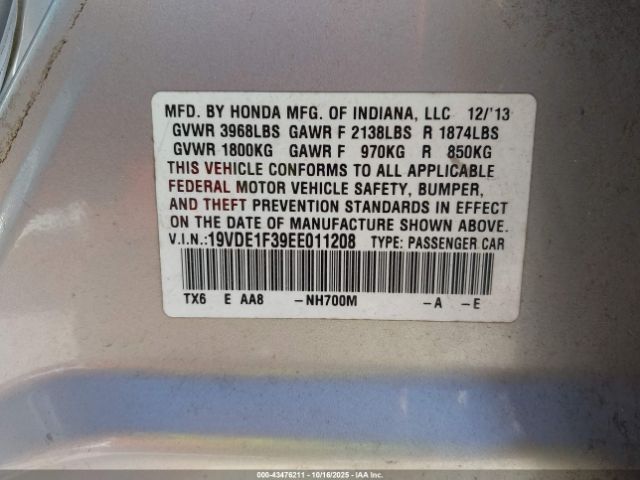 MFD. BY HONDA MFG. OF INDIANA, LLC 12/'13
GVWR 3968LBS GAWR F 2138LBS R 1874LBS
GVWR 1800KG GAWR F 970KG R 850KG
THIS VEHICLE CONFORMS TO ALL APPLICABLE
FEDERAL MOTOR VEHICLE SAFETY, BUMPER,
AND THEFT PREVENTION STANDARDS IN EFFECT
ON THE DATE OF MANUFACTURE SHOWN ABOVE.
V.I.N.:19VDE1F39EE011208 TYPE: PASSENGER CAR
TX6 E AA8 -NH700M -A -E
000-43476211 - 10/16/2025 - IAA Inc.